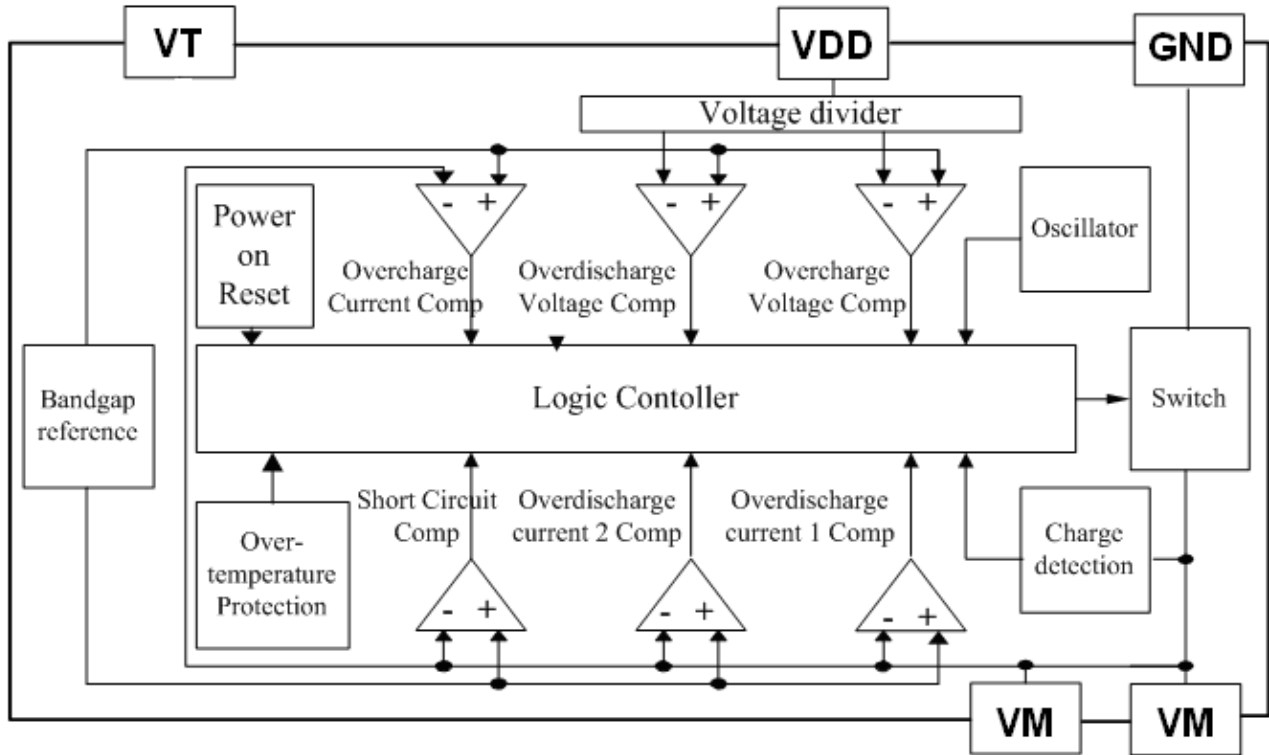 VT
VDD
GND
Voltage divider
- +
- +
- +
Power
on
Reset
Oscillator
Overcharge
Current Comp
Overdischarge
Voltage Comp
Overcharge
Voltage Comp
Bandgap
reference
Logic Contoller
Switch
Short Circuit
Comp
Overdischarge
current 2 Comp
Overdischarge
current 1 Comp
Over-
temperature
Protection
Charge
detection
- +
- +
- +
VM
VM